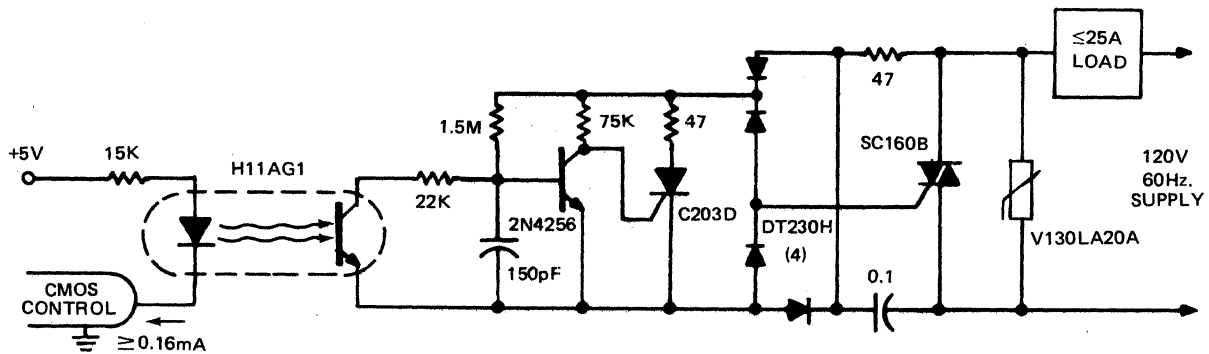 ≤25A
LOAD
47
1.5M
75K
47
SC160B
+5V
15K
H11AG1
120V
60Hz.
SUPPLY
22K
2N4256
C203D
DT230H
(4)
V130LA20A
150pF
0.1
CMOS
CONTROL
≥0.16mA